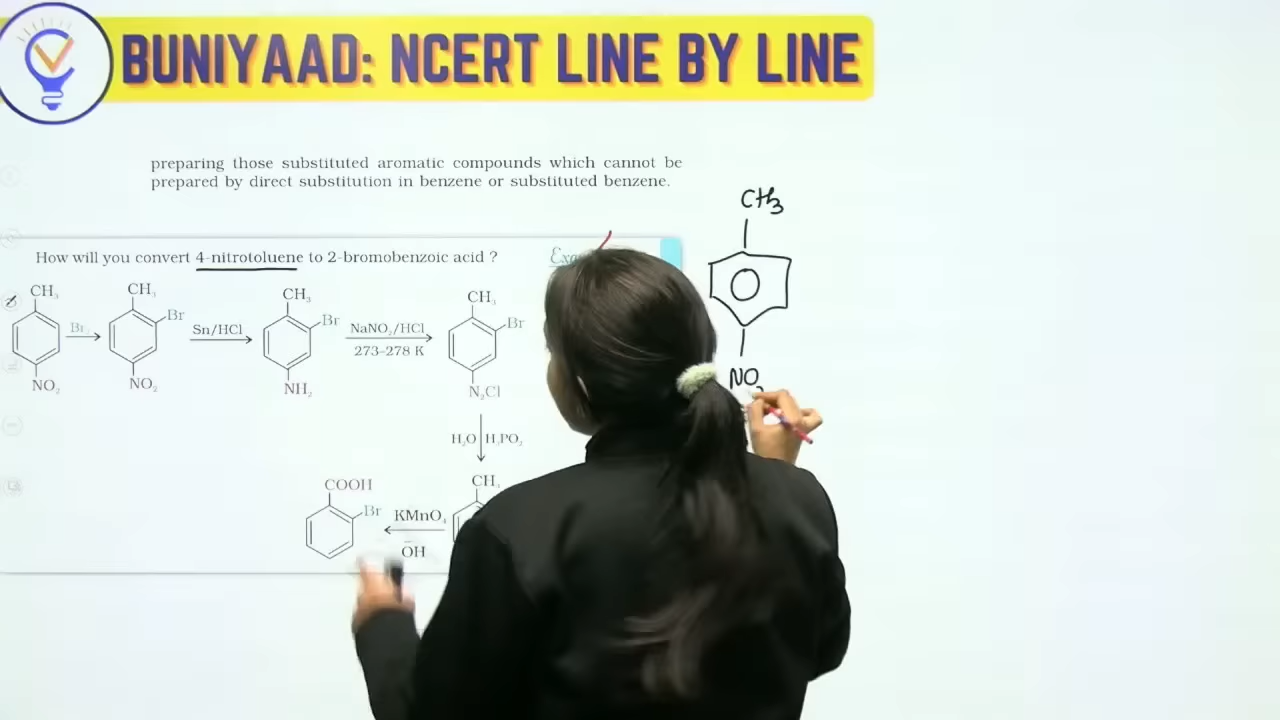 BUNIYAAD: NCERT LINE BY LINE
preparing those substituted aromatic compounds which cannot be
prepared by direct substitution in benzene or substituted benzene.
How will you convert 4-nitrotoluene to 2-bromobenzoic acid ?
CH₃
NO₂
Br₂
CH₃
Br
NO₂
Sn/HCl
CH₃
Br
NH₂
NaNO₂/HCl
273–278 K
CH₃
Br
N₂Cl
H₂O
H₃PO₂
CH₃
KMnO₄
OH
COOH
Br
CH3
NO2